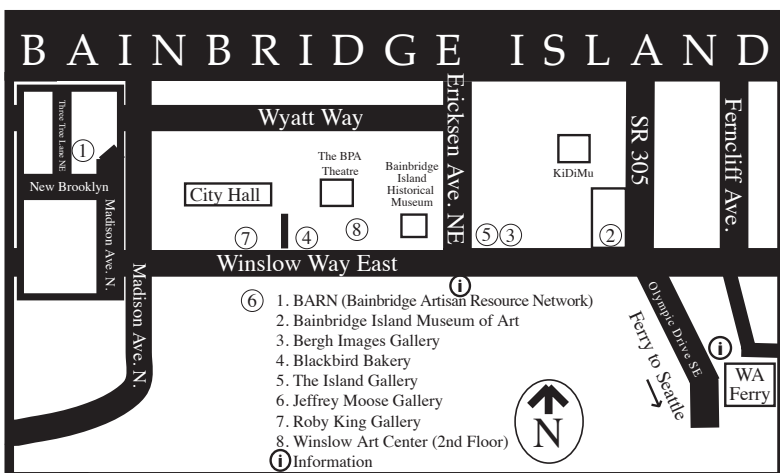 BAINBRIDGE ISLAND
Three Tree Lane NE
1
New Brooklyn
Madison Ave. N.
Madison Ave. N.
Wyatt Way
City Hall
The BPA
Theatre
Bainbridge
Island
Historical
Museum
Ericksen Ave. NE
KiDiMu
SR 305
Ferncliff Ave.
7
4
8
5
3
2
Winslow Way East
i
6
1. BARN (Bainbridge Artisan Resource Network)
2. Bainbridge Island Museum of Art
3. Bergh Images Gallery
4. Blackbird Bakery
5. The Island Gallery
6. Jeffrey Moose Gallery
7. Roby King Gallery
8. Winslow Art Center (2nd Floor)
i Information
N
Olympic Drive SE
Ferry to Seattle
i
WA
Ferry